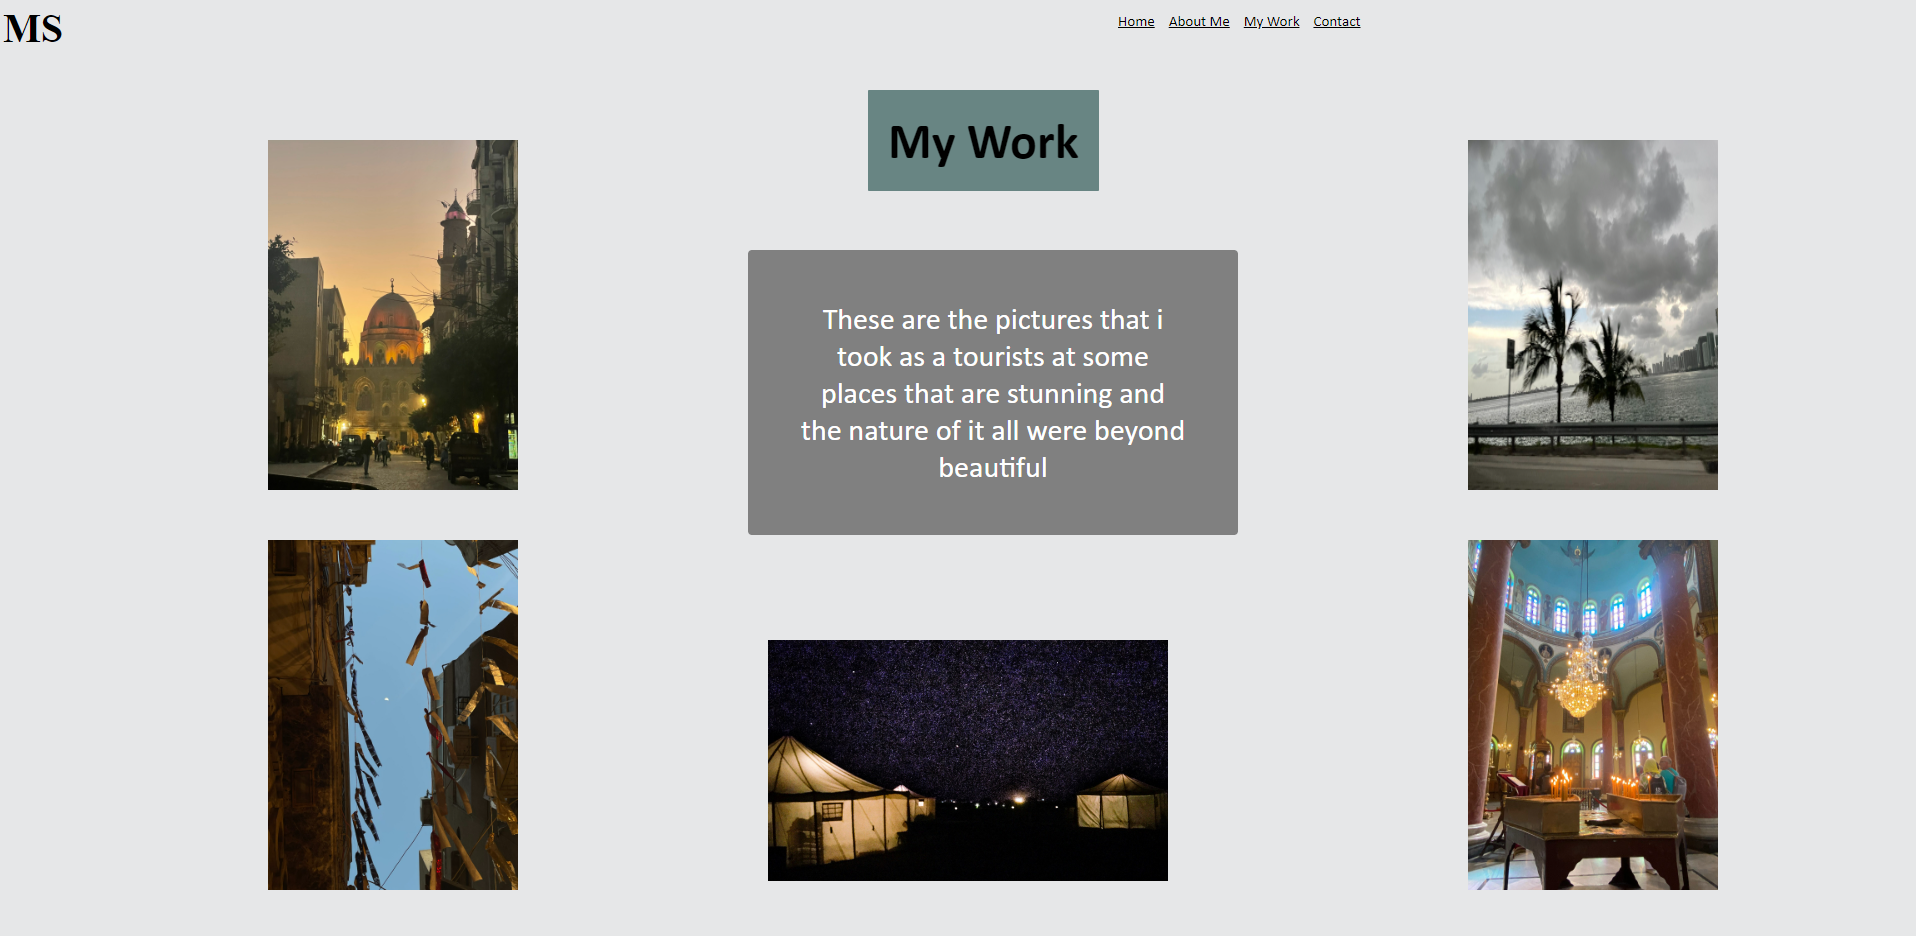 MS
Home About Me My Work Contact
My Work
These are the pictures that i
took as a tourists at some
places that are stunning and
the nature of it all were beyond
beautiful